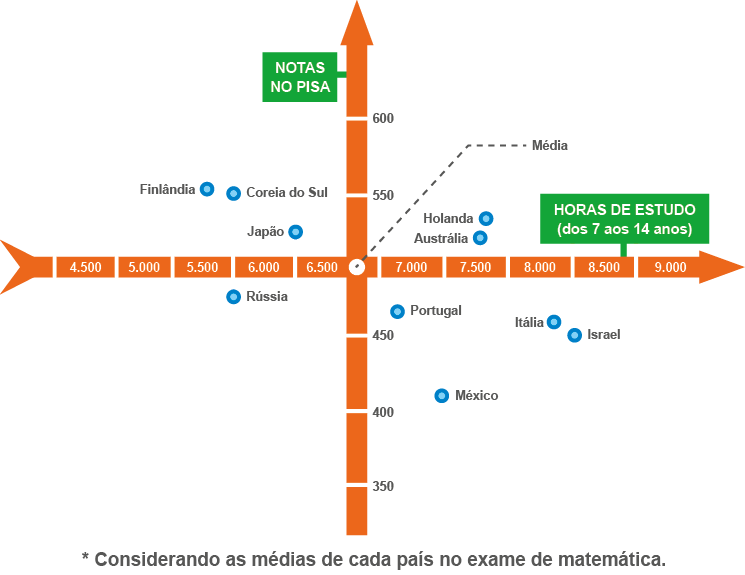 NOTAS
NO PISA
600
Média
Finlândia
Coreia do Sul
550
Holanda
HORAS DE ESTUDO
(dos 7 aos 14 anos)
Japão
Austrália
4.500 5.000 5.500 6.000 6.500 7.000 7.500 8.000 8.500 9.000
Rússia
Portugal
Itália
Israel
450
México
400
350
* Considerando as médias de cada país no exame de matemática.